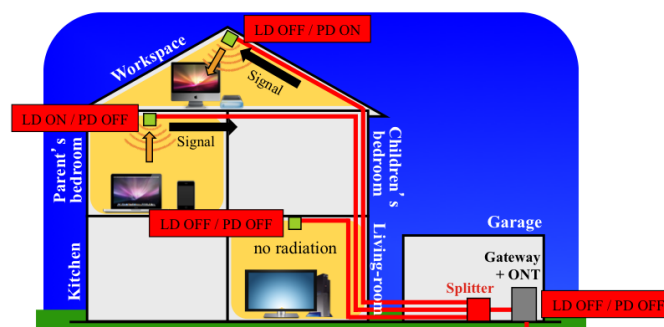 LD OFF / PD ON
Workspace
Signal
LD ON / PD OFF
Signal
Parent's
bedroom
Children's
bedroom
LD OFF / PD OFF
no radiation
Kitchen
Living-room
Garage
Gateway
+ ONT
Splitter
LD OFF / PD OFF